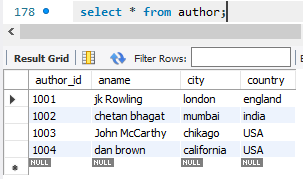 178 select * from author;
Result Grid Filter Rows:
author_id aname city country
1001 jk Rowling london england
1002 chetan bhagat mumbai india
1003 John McCarthy chikago USA
1004 dan brown california USA
NULL NULL NULL NULL